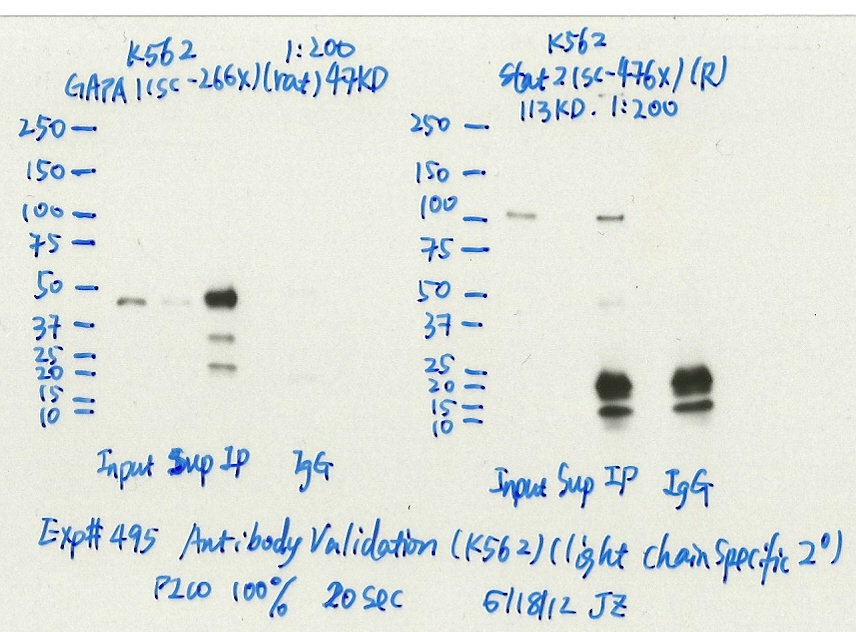 K562 1:200
GATA1(sc-266x)(rat)47KD
250
150
100
75
50
37
25
20
15
10
Input Sup IP IgG
K562
Stat2(sc-476x)(R)
113KD. 1:200
250
150
100
75
50
37
25
20
15
10
Input Sup IP IgG
Exp# 495 Antibody Validation (K562)(light chain specific 2°)
P200 100% 20sec 6/18/12 JZ